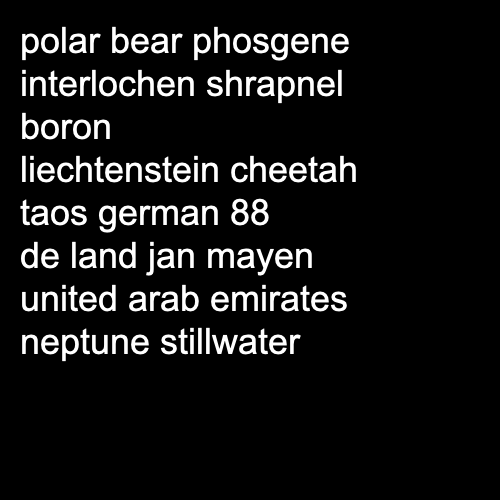 polar bear phosgene
interlochen shrapnel
boron
liechtenstein cheetah
taos german 88
de land jan mayen
united arab emirates
neptune stillwater